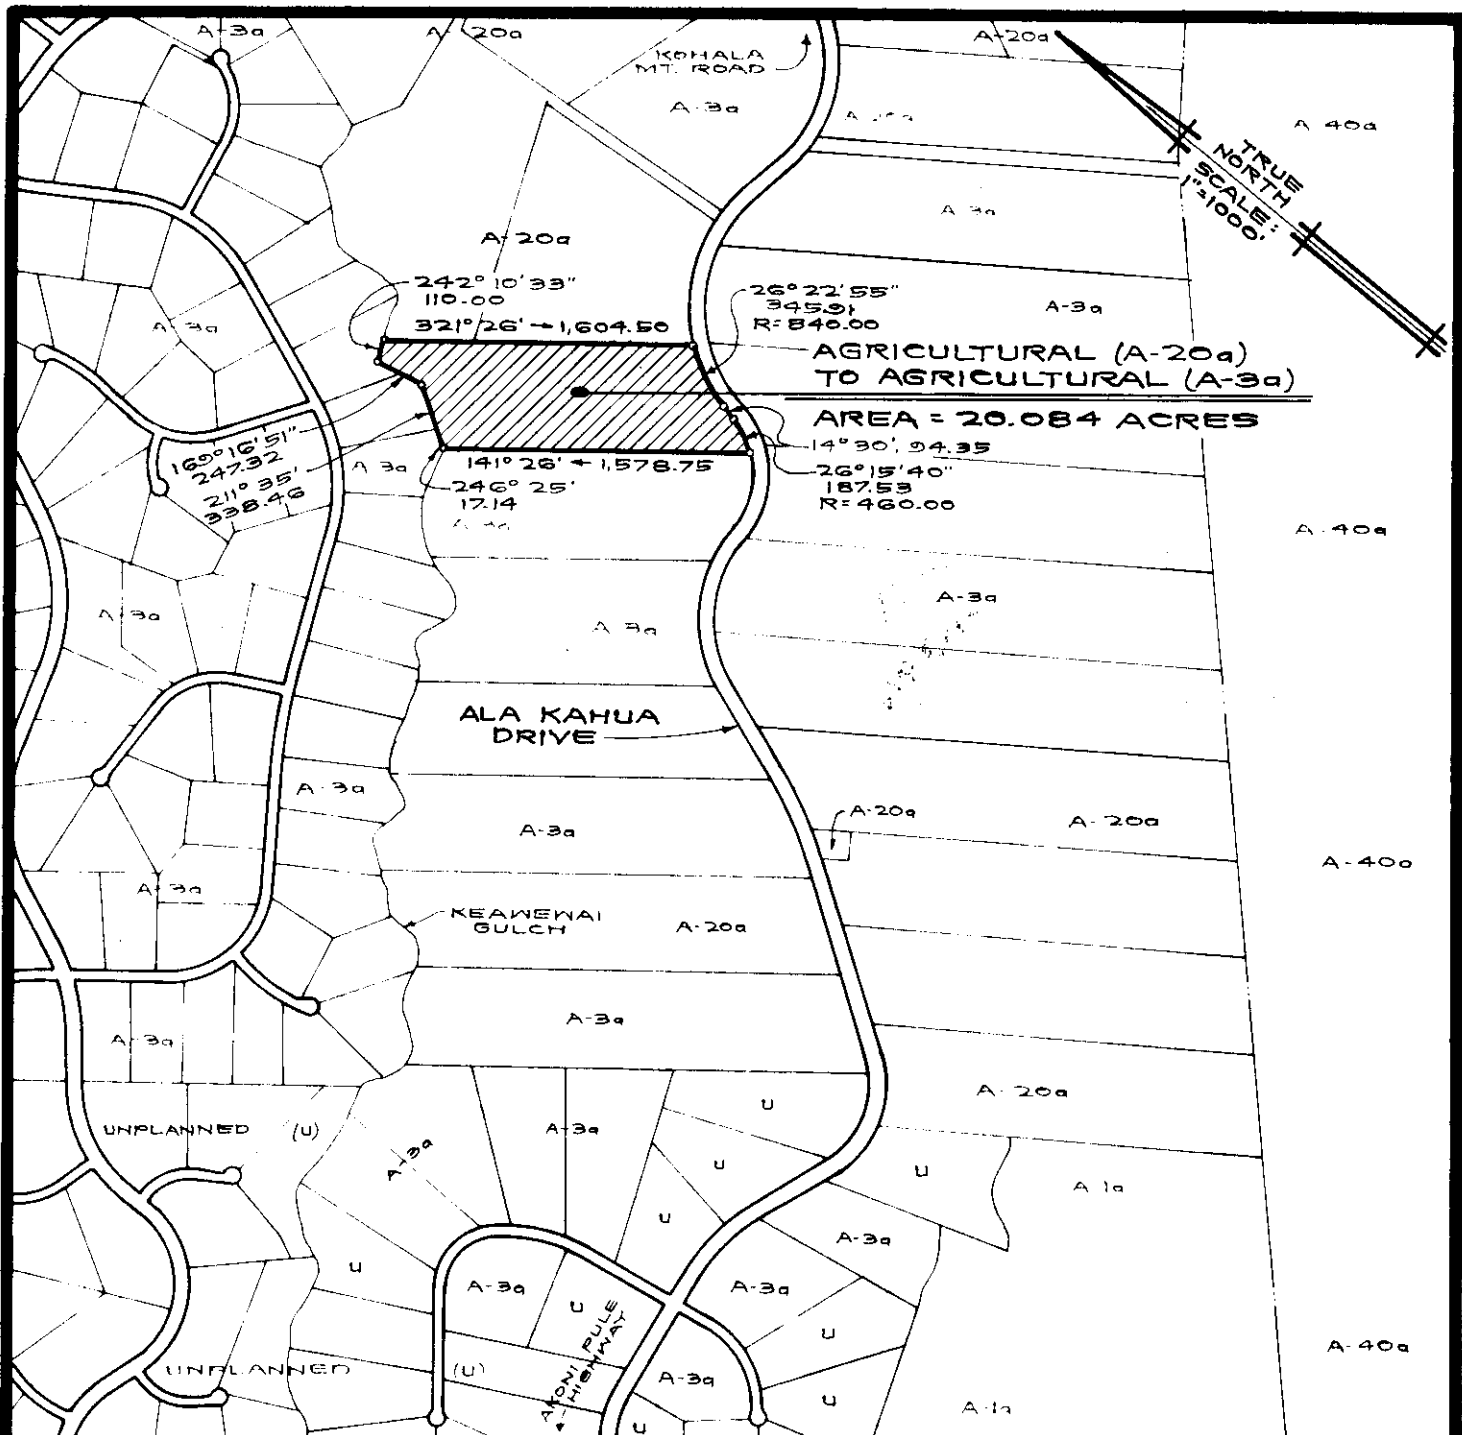 A-3a
A-20a
KOHALA
MT. ROAD
A-20a
A-3a
A 40a
TRUE
NORTH
SCALE:
1"=1000'
A 3a
A-20a
242° 10' 33"
110.00
321° 26' 1,604.50
26° 22' 55"
345.91
R=840.00
A-3a
A-3a
AGRICULTURAL (A-20a)
TO AGRICULTURAL (A-3a)
AREA = 20.084 ACRES
14° 30', 94.35
26° 15' 40"
187.53
R=460.00
169° 16' 51"
247.32
211° 35'
338.46
A 3a
141° 26' 1,578.75
246° 25'
17.14
A-3a
A-40a
A-3a
A-3a
A-3a
ALA KAHUA
DRIVE
A-3a
A-3a
A-20a
A-20a
A-40a
A-3a
KEAWEWAI
GULCH
A-20a
A-3a
A-3a
A-20a
UNPLANNED (U)
A-3a
A-3a
U
U
U
A 1a
U
A-3a
U
A-3a
U
A-3a
U
AKONI PULE
HIGHWAY
UNPLANNED (U)
A-3a
U
A-40a
A-1a
U